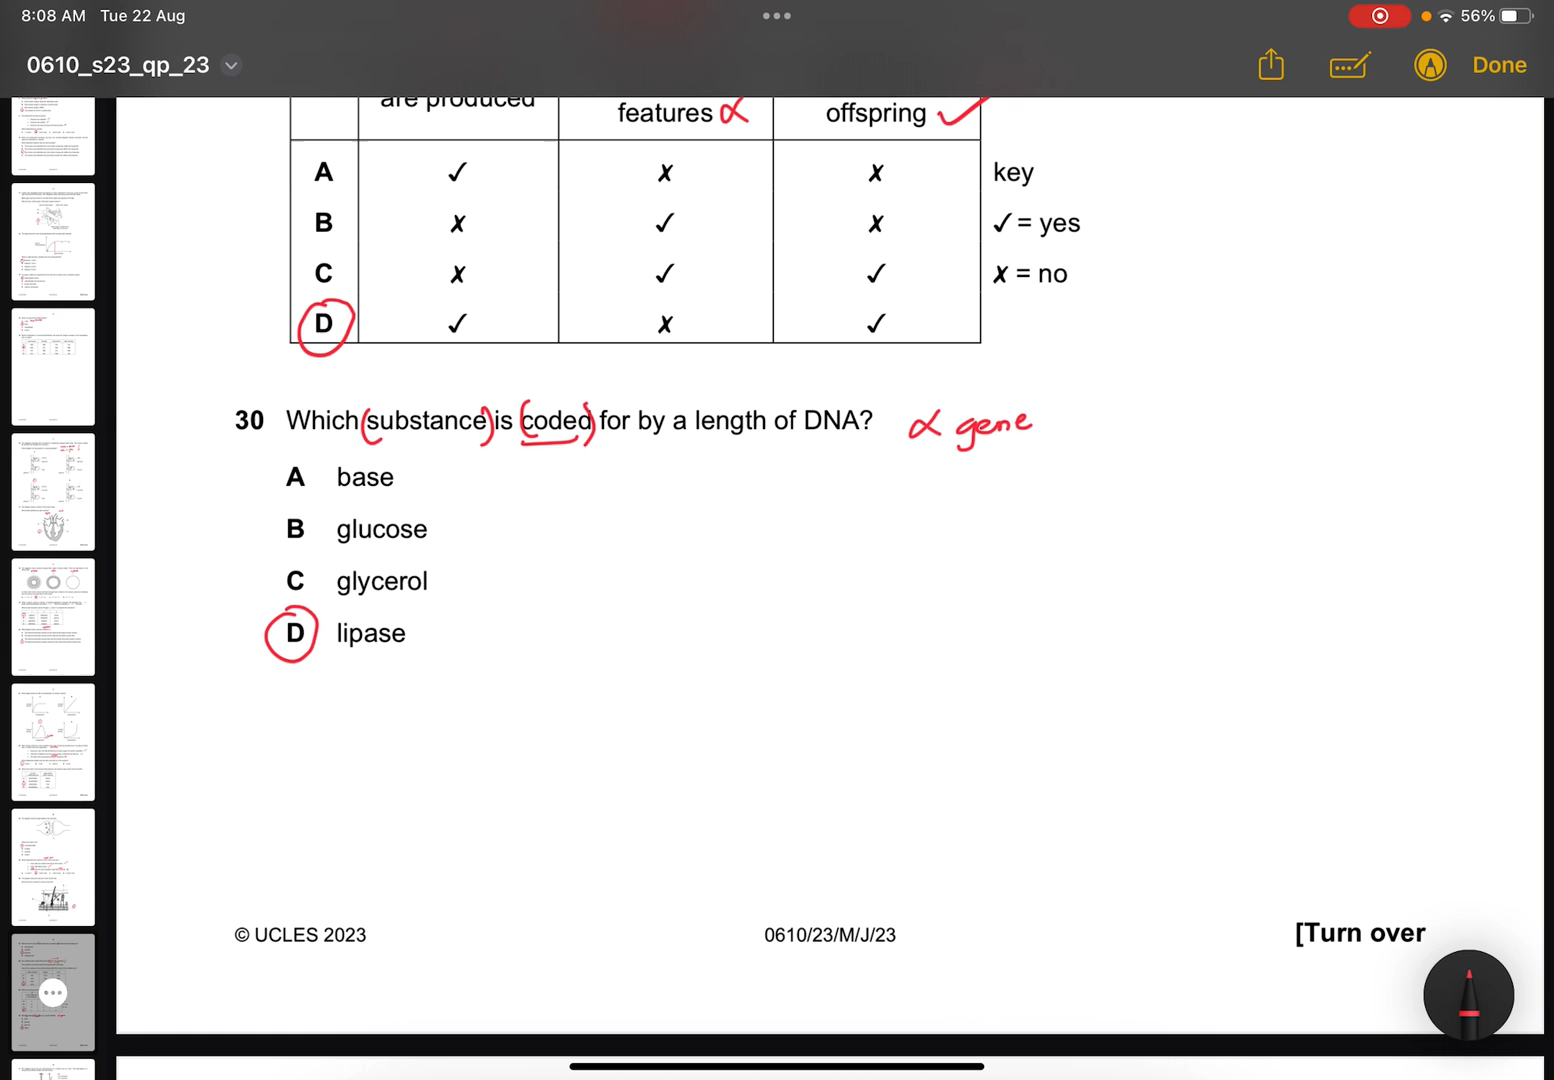 8:08 AM Tue 22 Aug
56%
0610_s23_qp_23
Done
are produced
features
offspring ✓
A ✓ ✗ ✗ key
B ✗ ✓ ✗ ✓ = yes
C ✗ ✓ ✓ ✗ = no
D ✓ ✗ ✓
30 Which (substance) is (coded) for by a length of DNA? α gene
A base
B glucose
C glycerol
D lipase
© UCLES 2023
0610/23/M/J/23
[Turn over